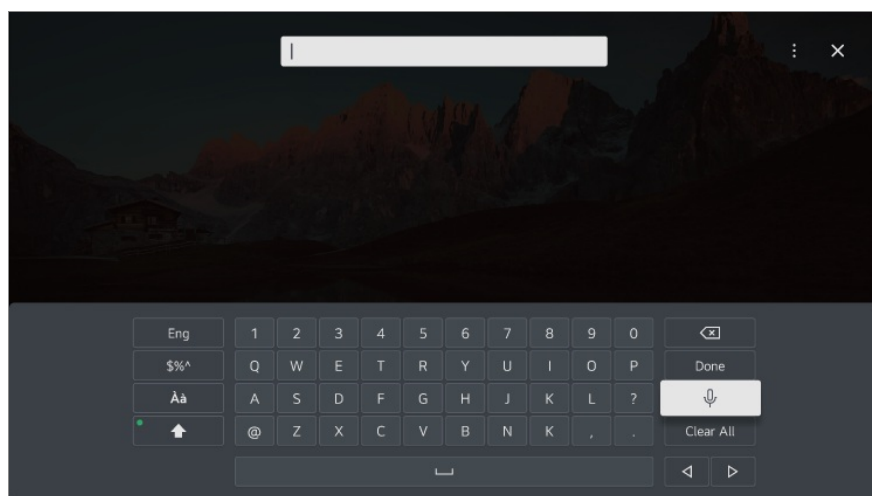 Eng 1 2 3 4 5 6 7 8 9 0
$%^ Q W E T R Y U I O P Done
Àà A S D F G H J K L ?
@ Z X C V B N K , . Clear All